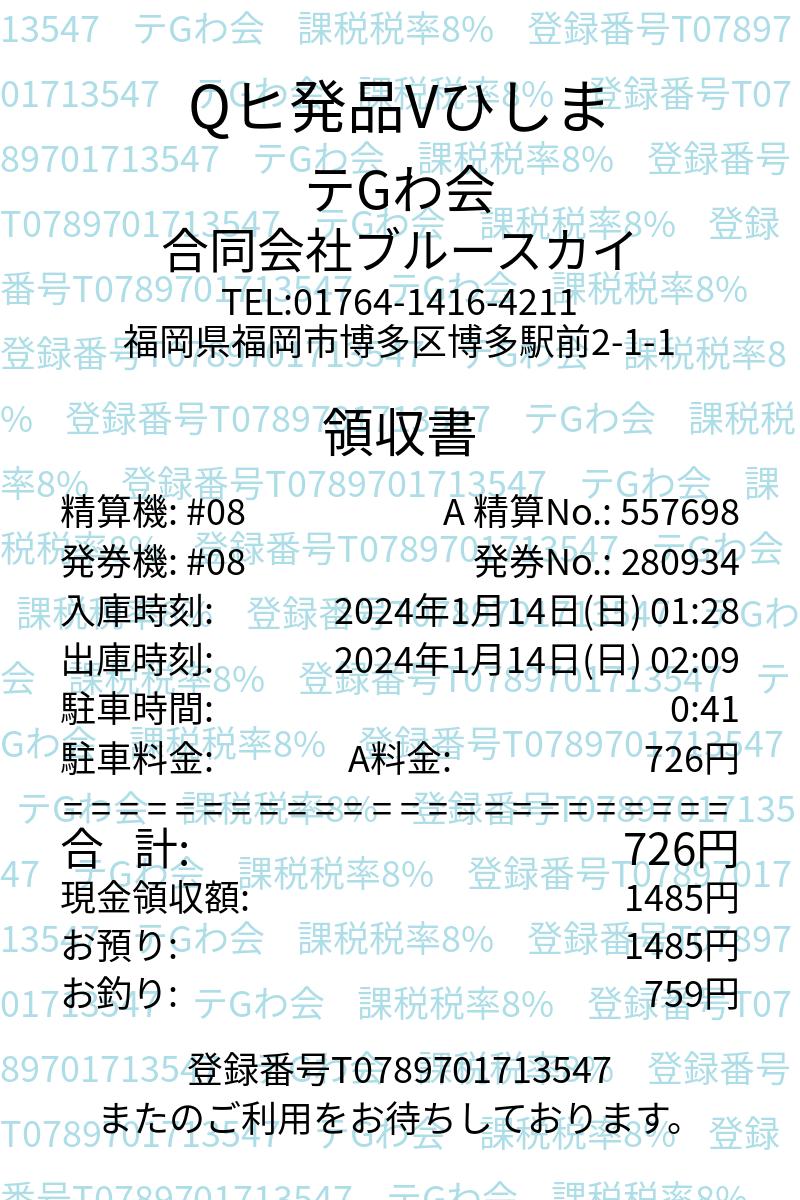 13547 テGわ会 課税税率8% 登録番号T07897
01713547 テGわ会 課税税率8% 登録番号T07
Qヒ発品Vひしま
89701713547 テGわ会 課税税率8% 登録番号
テGわ会
T0789701713547 テGわ会 課税税率8% 登録
合同会社ブルースカイ
番号T0789701713547 テGわ会 課税税率8%
TEL:01764-1416-4211
福岡県福岡市博多区博多駅前2-1-1
登録番号T0789701713547 テGわ会 課税税率8
% 登録番号T0789701713547 テGわ会 課税税
領収書
率8% 登録番号T0789701713547 テGわ会 課
精算機: #08 A 精算No.: 557698
税税率8% 登録番号T0789701713547 テGわ会
発券機: #08 発券No.: 280934
課税税率8% 登録番号T0789701713547 テGわ
入庫時刻: 2024年1月14日(日) 01:28
会 課税税率8% 登録番号T0789701713547 テ
出庫時刻: 2024年1月14日(日) 02:09
駐車時間: 0:41
Gわ会 課税税率8% 登録番号T0789701713547
駐車料金: A料金: 726円
テGわ会 課税税率8% 登録番号T07897017135
========================
合 計: 726円
47 テGわ会 課税税率8% 登録番号T07897017
現金領収額: 1485円
13547 テGわ会 課税税率8% 登録番号T07897
お預り: 1485円
01713547 テGわ会 課税税率8% 登録番号T07
お釣り: 759円
89701713547 テGわ会 課税税率8% 登録番号
登録番号T0789701713547
またのご利用をお待ちしております。
T0789701713547 テGわ会 課税税率8% 登録
番号T0789701713547 テGわ会 課税税率8%